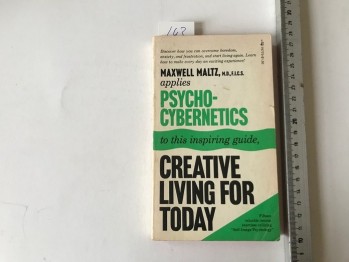 162
Discover how you can overcome boredom,
anxiety, and frustration, and start living again. Learn
how to make every day an exciting experience!
MAXWELL MALTZ, M.D., F.I.C.S.
applies
PSYCHO-
CYBERNETICS
to this inspiring guide,
CREATIVE
LIVING FOR
TODAY